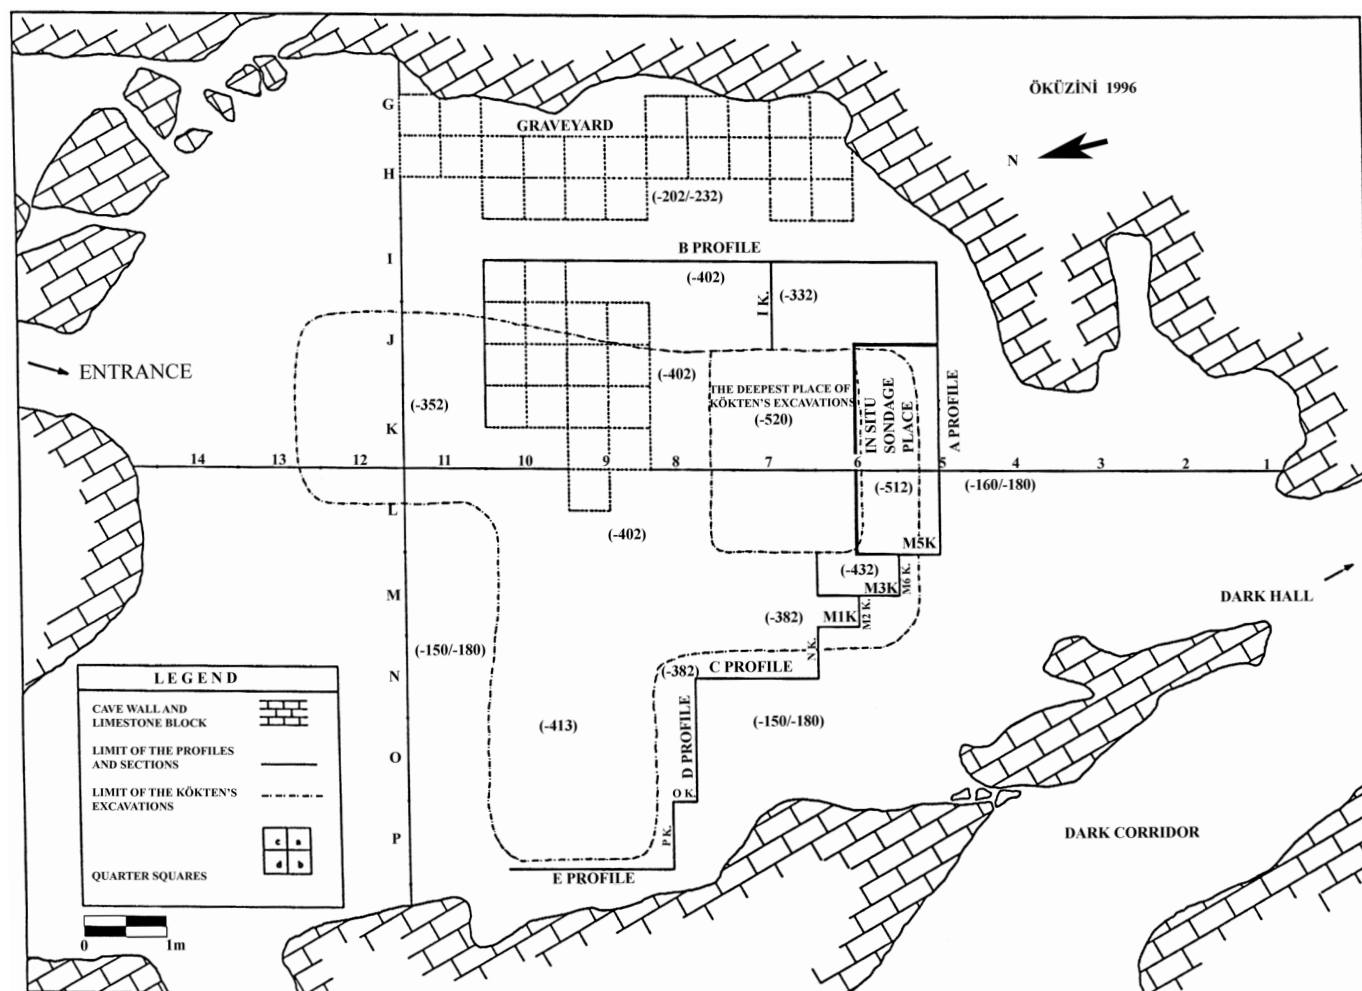 ÖKÜZİNİ 1996
N
G
GRAVEYARD
H
(-202/-232)
B PROFILE
I
(-402)
I K.
(-332)
J
ENTRANCE
(-402)
THE DEEPEST PLACE OF
KÖKTEN'S EXCAVATIONS
(-520)
IN SITU
SONDAGE
PLACE
A PROFILE
(-352)
K
14 13 12 11 10 9 8 7 6 5 4 3 2 1
(-512)
(-160/-180)
L
(-402)
M5K
(-432)
M6 K.
M3K
M
DARK HALL
(-382)
M1K
M2 K.
N K.
(-150/-180)
C PROFILE
N
(-382)
(-413)
D PROFILE
(-150/-180)
O
O K.
P
P K.
DARK CORRIDOR
E PROFILE
LEGEND
CAVE WALL AND
LIMESTONE BLOCK
LIMIT OF THE PROFILES
AND SECTIONS
LIMIT OF THE KÖKTEN'S
EXCAVATIONS
c a
d b
QUARTER SQUARES
0 1m